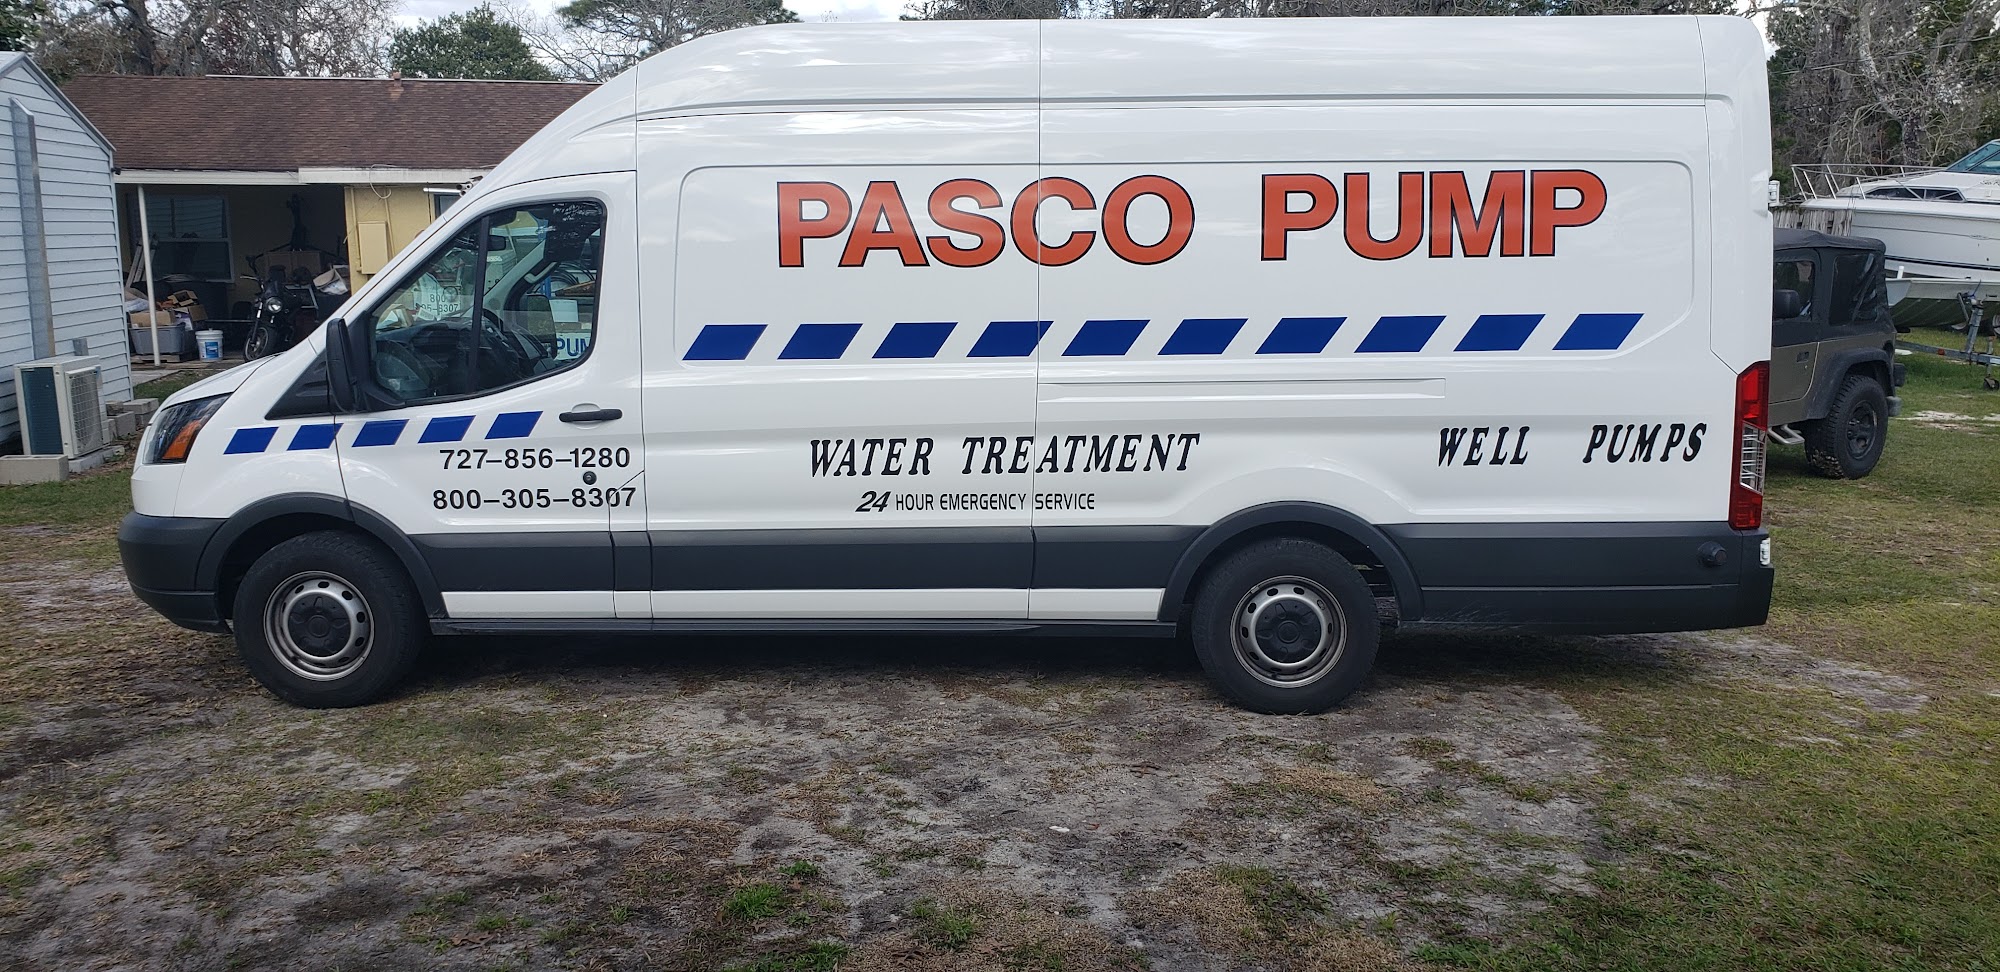 PASCO PUMP
727-856-1280
800-305-8307
WATER TREATMENT
24 HOUR EMERGENCY SERVICE
WELL PUMPS